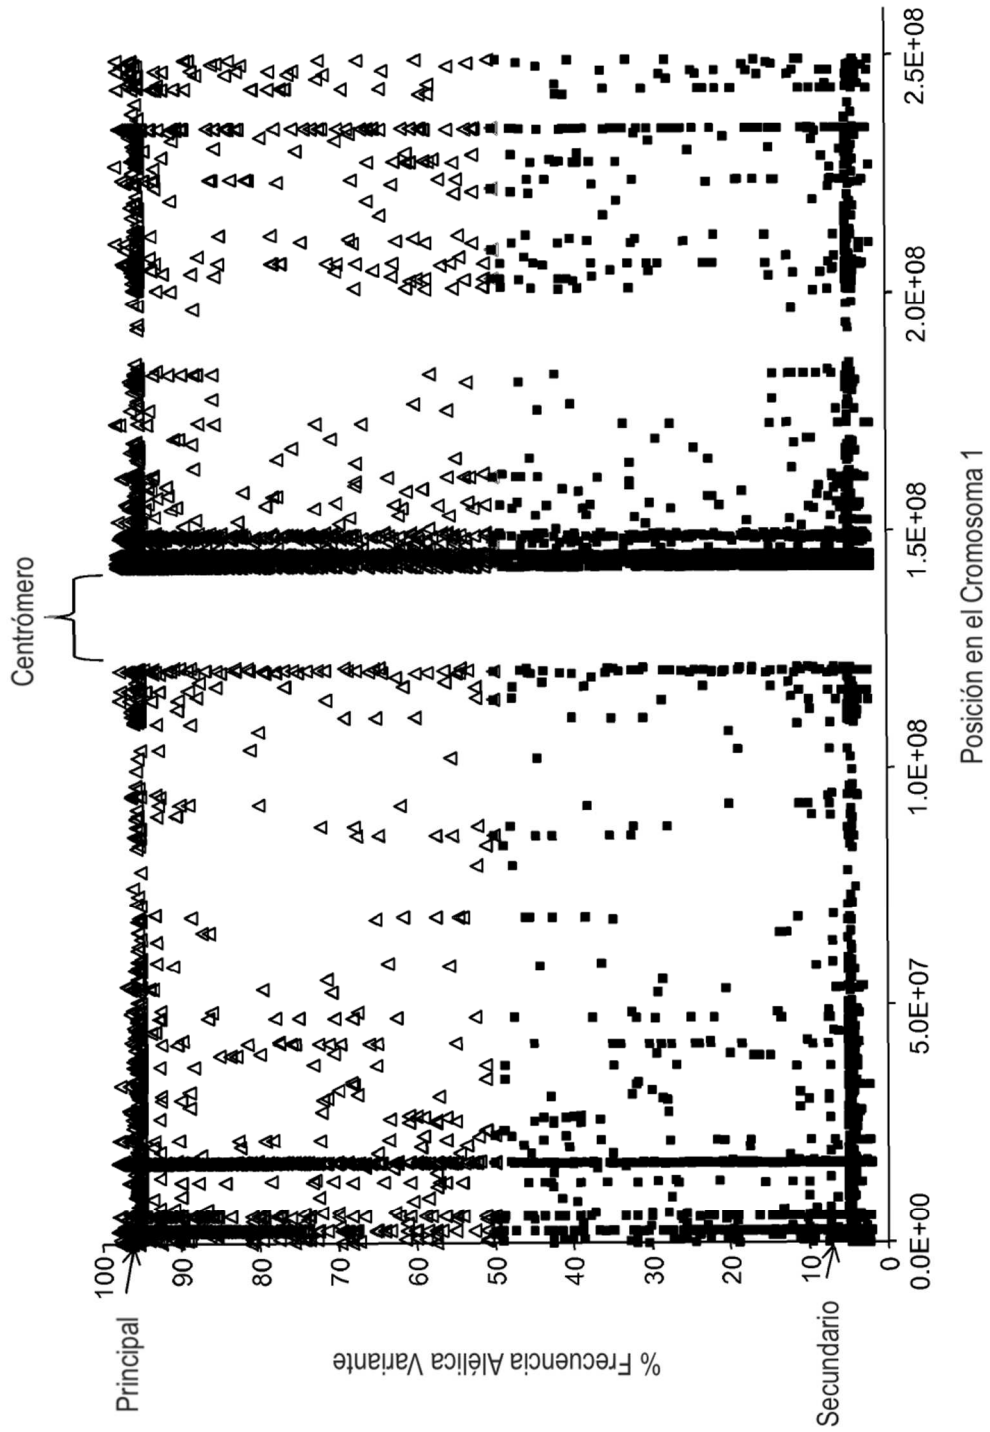 Centrómero
Principal
100
90
80
70
60
50
40
30
20
10
0
Secundario
% Frecuencia Alélica Variante
0.0E+00
5.0E+07
1.0E+08
1.5E+08
2.0E+08
2.5E+08
Posición en el Cromosoma 1